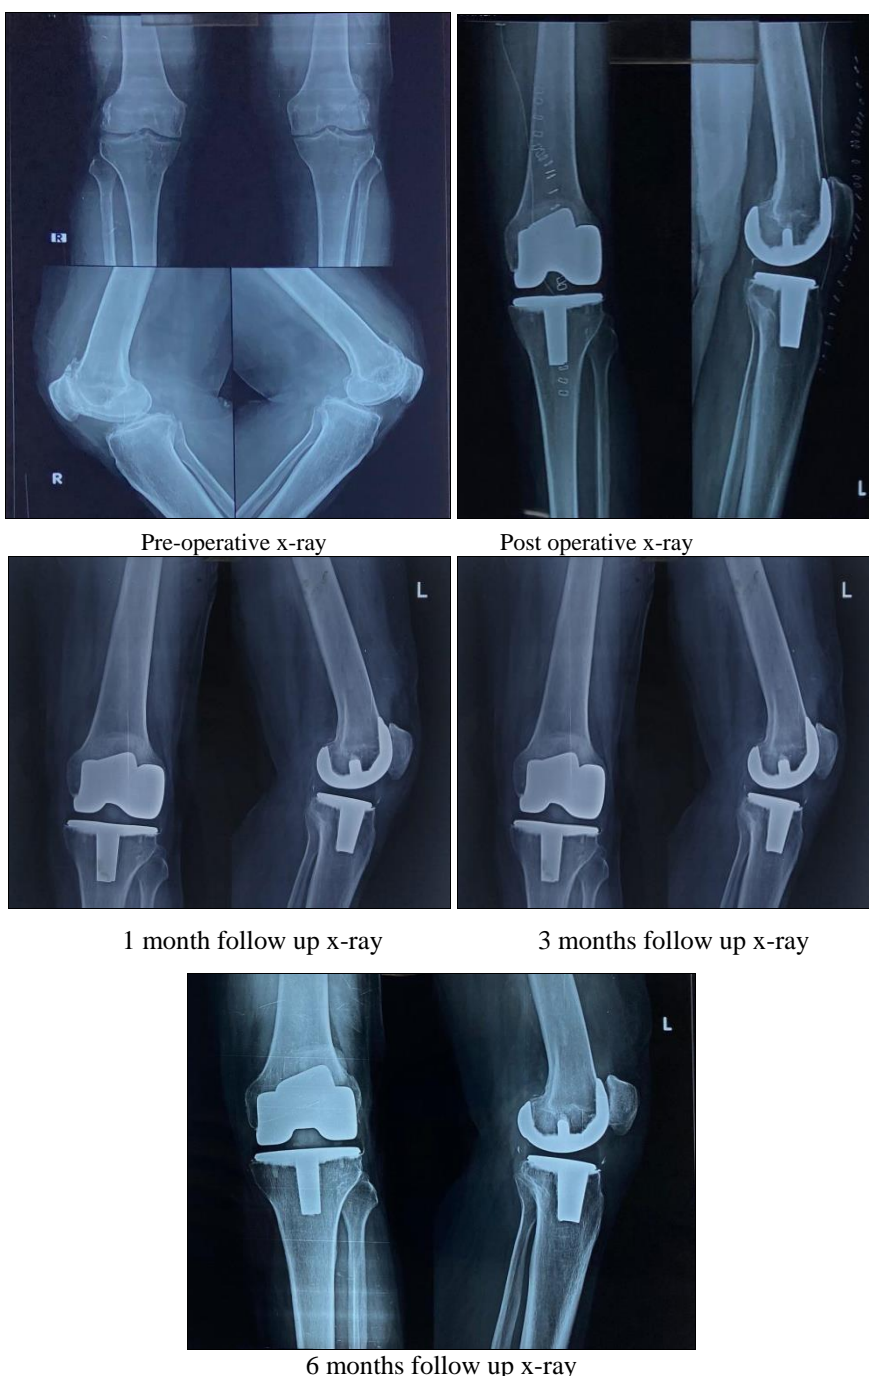 R
R
L
Pre-operative x-ray
Post operative x-ray
L
L
1 month follow up x-ray
3 months follow up x-ray
L
6 months follow up x-ray